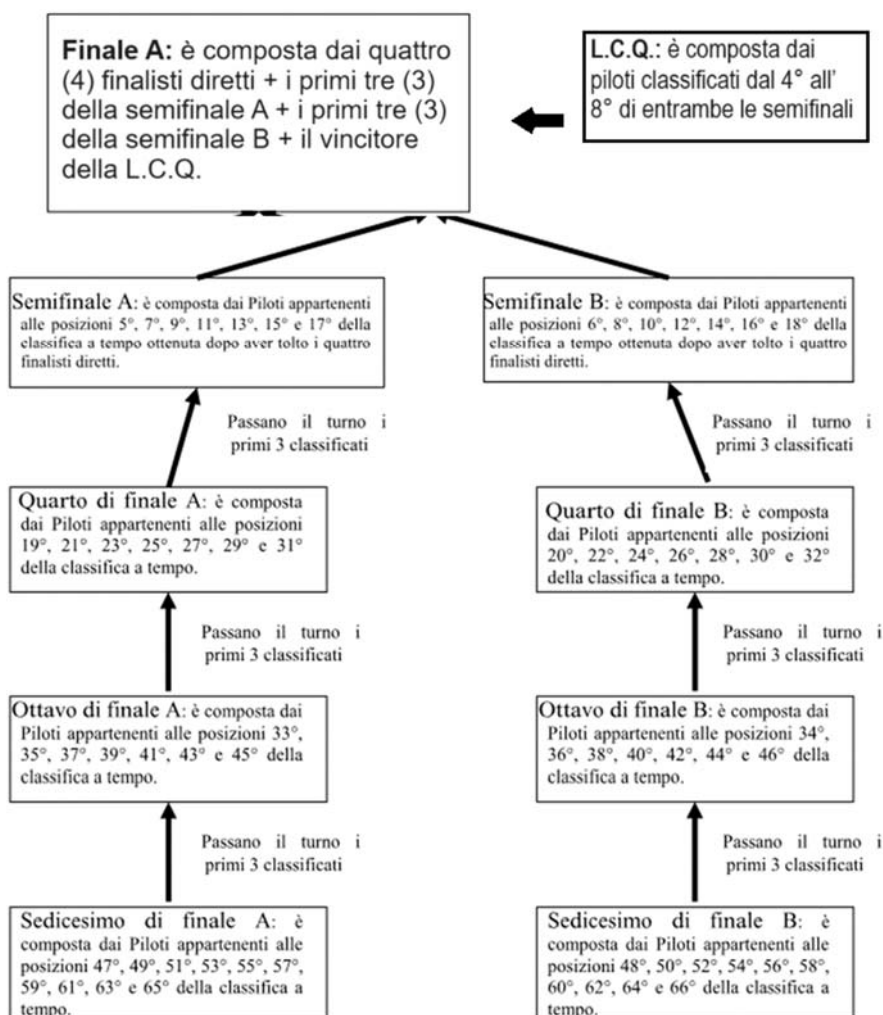 Finale A: è composta dai quattro
(4) finalisti diretti + i primi tre (3)
della semifinale A + i primi tre (3)
della semifinale B + il vincitore
della L.C.Q.
L.C.Q.: è composta dai
piloti classificati dal 4° all'
8° di entrambe le semifinali
Semifinale A: è composta dai Piloti appartenenti
alle posizioni 5°, 7°, 9°, 11°, 13°, 15° e 17° della
classifica a tempo ottenuta dopo aver tolto i quattro
finalisti diretti.
Semifinale B: è composta dai Piloti appartenenti
alle posizioni 6°, 8°, 10°, 12°, 14°, 16° e 18° della
classifica a tempo ottenuta dopo aver tolto i quattro
finalisti diretti.
Passano il turno i
primi 3 classificati
Passano il turno i
primi 3 classificati
Quarto di finale A: è composta
dai Piloti appartenenti alle posizioni
19°, 21°, 23°, 25°, 27°, 29° e 31°
della classifica a tempo.
Quarto di finale B: è composta
dai Piloti appartenenti alle posizioni
20°, 22°, 24°, 26°, 28°, 30° e 32°
della classifica a tempo.
Passano il turno i
primi 3 classificati
Passano il turno i
primi 3 classificati
Ottavo di finale A: è composta dai
Piloti appartenenti alle posizioni 33°,
35°, 37°, 39°, 41°, 43° e 45° della
classifica a tempo.
Ottavo di finale B: è composta dai
Piloti appartenenti alle posizioni 34°,
36°, 38°, 40°, 42°, 44° e 46° della
classifica a tempo.
Passano il turno i
primi 3 classificati
Passano il turno i
primi 3 classificati
Sedicesimo di finale A: è
composta dai Piloti appartenenti alle
posizioni 47°, 49°, 51°, 53°, 55°, 57°,
59°, 61°, 63° e 65° della classifica a
tempo.
Sedicesimo di finale B: è
composta dai Piloti appartenenti alle
posizioni 48°, 50°, 52°, 54°, 56°, 58°,
60°, 62°, 64° e 66° della classifica a
tempo.